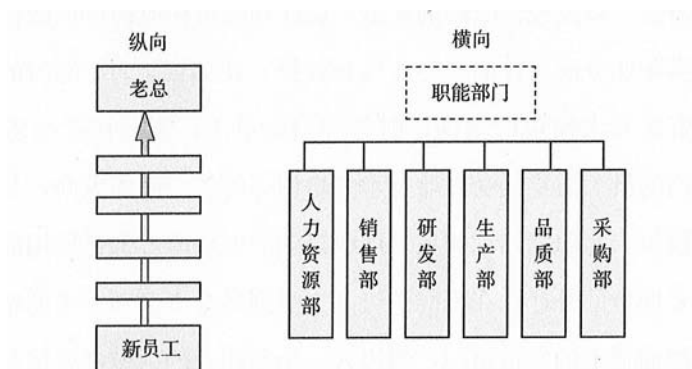 纵向
横向
老总
职能部门
人力资源部
销售部
研发部
生产部
品质部
采购部
新员工